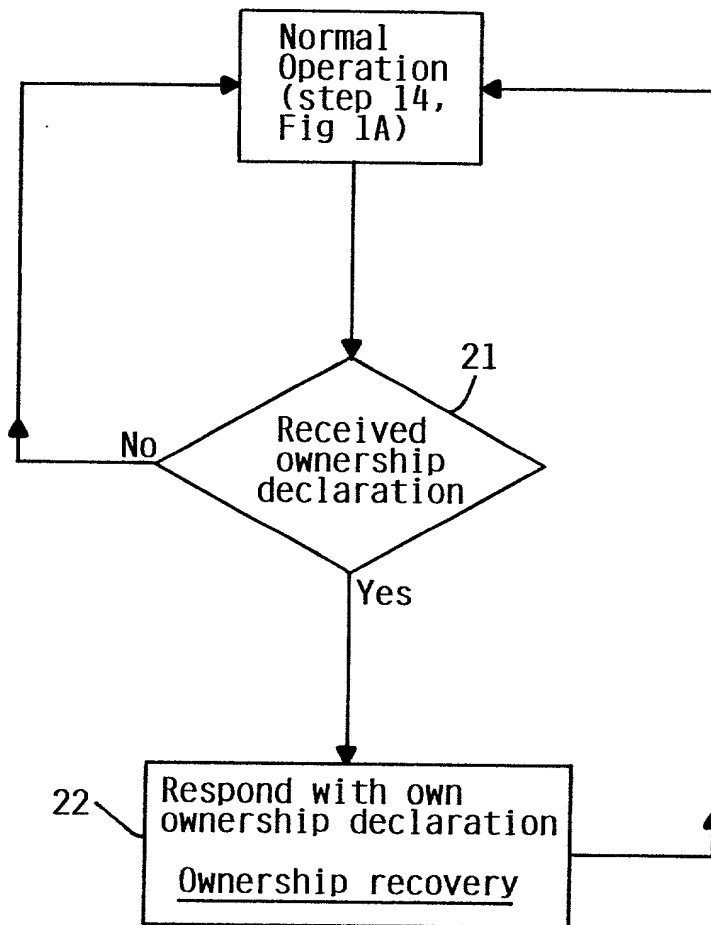 Normal
Operation
(step 14,
Fig 1A)
21
Received
ownership
declaration
No
Yes
22
Respond with own
ownership declaration
Ownership recovery